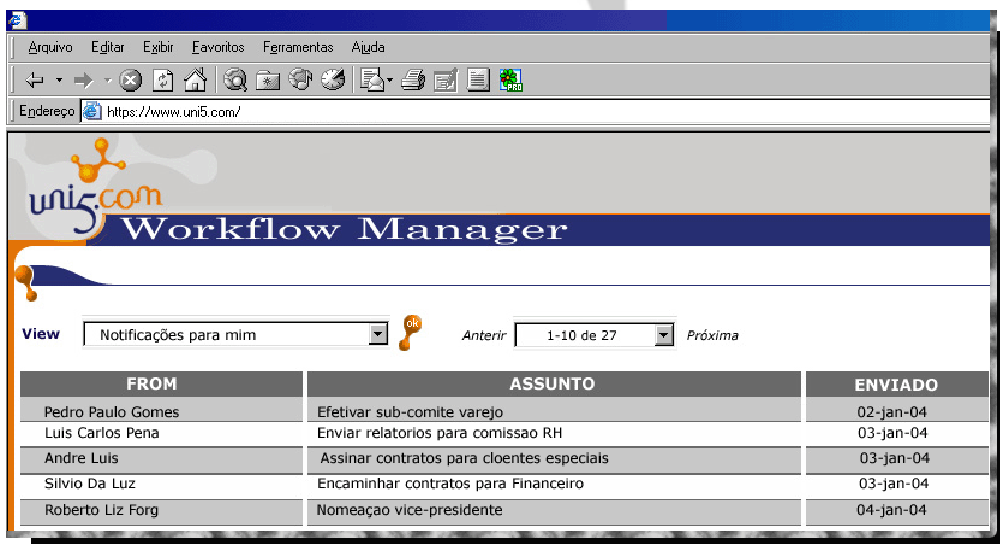 Arquivo Editar Exibir Favoritos Ferramentas Ajuda
PRO
Endereço https://www.uni5.com/
uni5.com
Workflow Manager
View Notificações para mim ok Anterir 1-10 de 27 Próxima
FROM ASSUNTO ENVIADO
Pedro Paulo Gomes Efetivar sub-comite varejo 02-jan-04
Luis Carlos Pena Enviar relatorios para comissao RH 03-jan-04
Andre Luis Assinar contratos para cloentes especiais 03-jan-04
Silvio Da Luz Encaminhar contratos para Financeiro 03-jan-04
Roberto Liz Forg Nomeaçao vice-presidente 04-jan-04